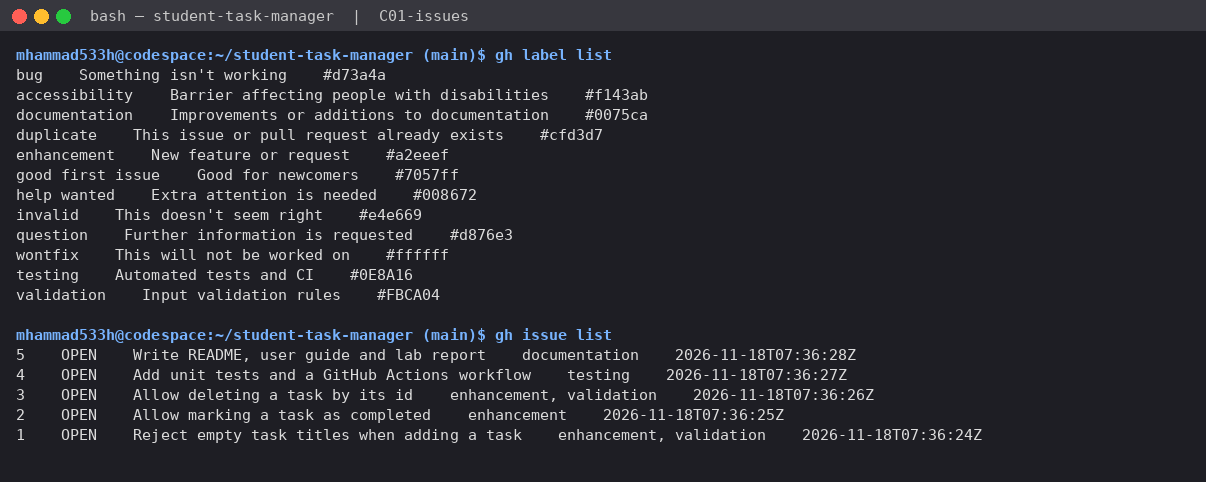 bash — student-task-manager  |  C01-issues
mhammad533h@codespace:~/student-task-manager (main)$ gh label list
bug    Something isn't working    #d73a4a
accessibility    Barrier affecting people with disabilities    #f143ab
documentation    Improvements or additions to documentation    #0075ca
duplicate    This issue or pull request already exists    #cfd3d7
enhancement    New feature or request    #a2eeef
good first issue    Good for newcomers    #7057ff
help wanted    Extra attention is needed    #008672
invalid    This doesn't seem right    #e4e669
question    Further information is requested    #d876e3
wontfix    This will not be worked on    #ffffff
testing    Automated tests and CI    #0E8A16
validation    Input validation rules    #FBCA04
mhammad533h@codespace:~/student-task-manager (main)$ gh issue list
5    OPEN    Write README, user guide and lab report    documentation    2026-11-18T07:36:28Z
4    OPEN    Add unit tests and a GitHub Actions workflow    testing    2026-11-18T07:36:27Z
3    OPEN    Allow deleting a task by its id    enhancement, validation    2026-11-18T07:36:26Z
2    OPEN    Allow marking a task as completed    enhancement    2026-11-18T07:36:25Z
1    OPEN    Reject empty task titles when adding a task    enhancement, validation    2026-11-18T07:36:24Z